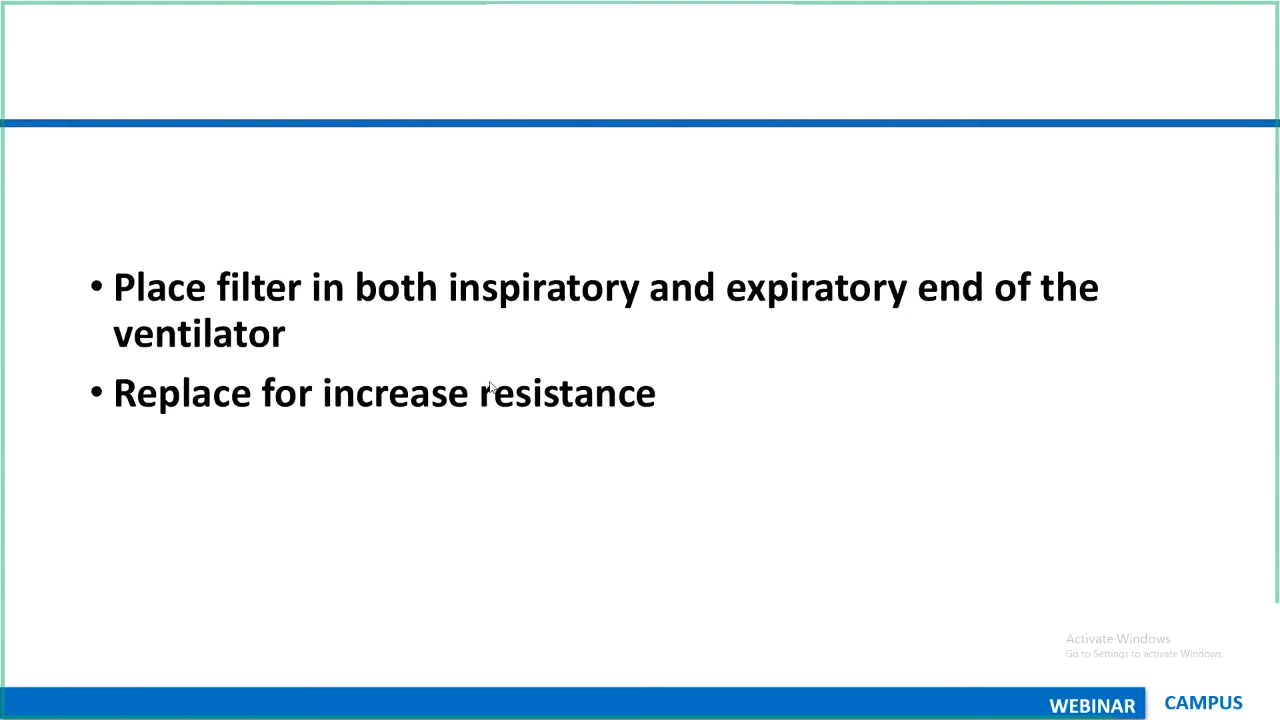 • Place filter in both inspiratory and expiratory end of the
ventilator
• Replace for increase resistance
Activate Windows
Go to Settings to activate Windows.
WEBINAR CAMPUS